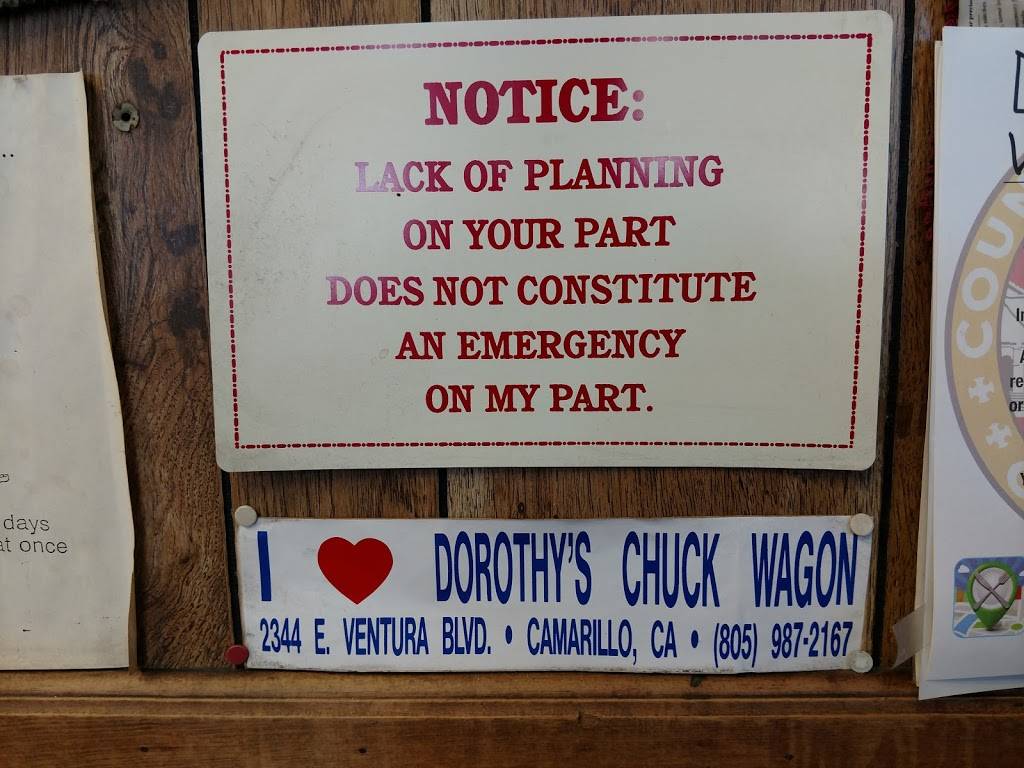 NOTICE:
LACK OF PLANNING
ON YOUR PART
DOES NOT CONSTITUTE
AN EMERGENCY
ON MY PART.
I ❤ DOROTHY'S CHUCK WAGON
2344 E. VENTURA BLVD. • CAMARILLO, CA • (805) 987-2167
..
days
at once
COUN